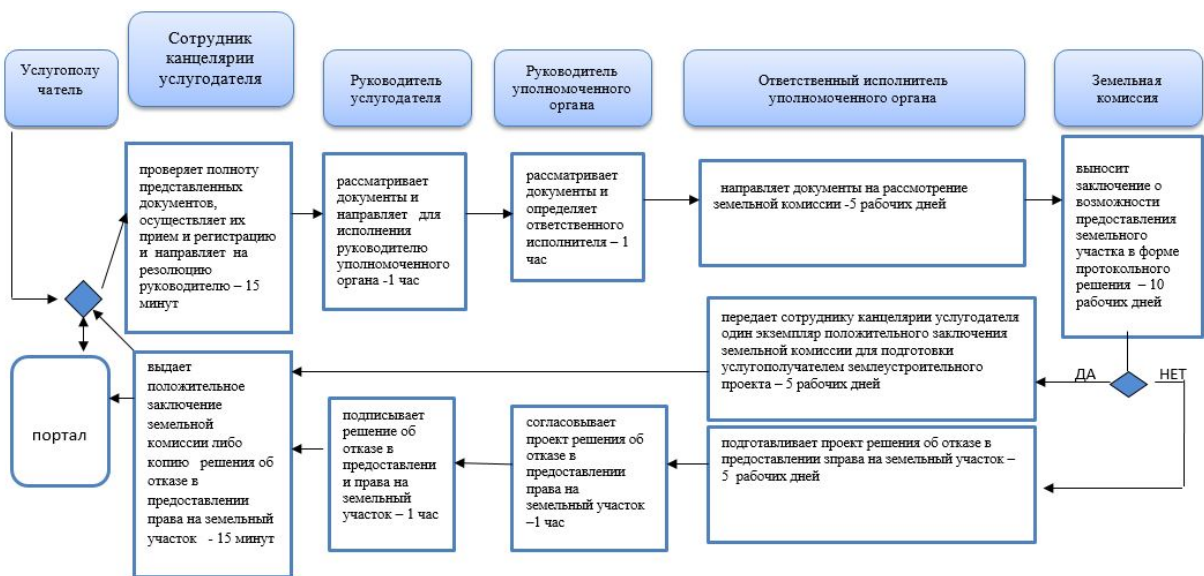 Услугополу
чатель
Сотрудник
канцелярии
услугодателя
Руководитель
услугодателя
Руководитель
уполномоченного
органа
Ответственный исполнитель
уполномоченного органа
Земельная
комиссия
проверяет полноту
представленных
документов,
осуществляет их
прием и регистрацию
и направляет на
резолюцию
руководителю – 15
минут
рассматривает
документы и
направляет для
исполнения
руководителю
уполномоченного
органа -1 час
рассматривает
документы и
определяет
ответственного
исполнителя – 1
час
направляет документы на рассмотрение
земельной комиссии -5 рабочих дней
выносит
заключение о
возможности
предоставления
земельного
участка в форме
протокольного
решения – 10
рабочих дней
передает сотруднику канцелярии услугодателя
один экземпляр положительного заключения
земельной комиссии для подготовки
услугополучателем землеустроительного
проекта – 5 рабочих дней
ДА
НЕТ
портал
выдает
положительное
заключение
земельной
комиссии либо
копию решения об
отказе в
предоставлении
права на земельный
участок - 15 минут
подписывает
решение об
отказе в
предоставлени
и права на
земельный
участок – 1 час
согласовывает
проект решения об
отказе в
предоставлении
права на
земельный участок
–1 час
подготавливает проект решения об отказе в
предоставлении зправа на земельный участок –
5 рабочих дней